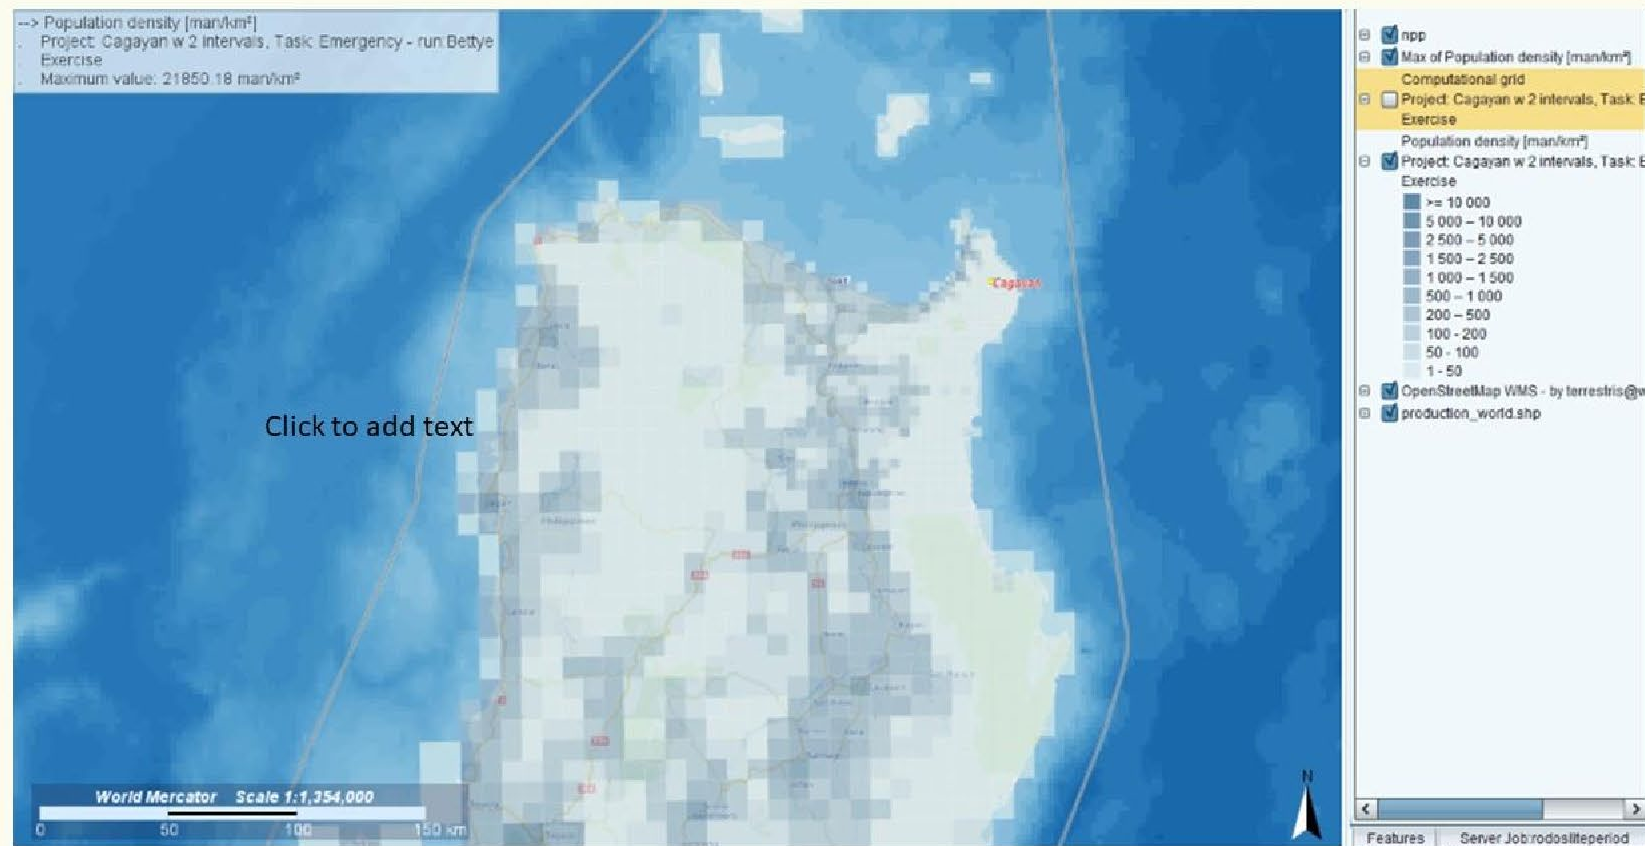 --> Population density [man/km²]
. Project: Cagayan w 2 intervals, Task: Emergency - run:Bettye
. Exercise
. Maximum value: 21850.18 man/km²
Click to add text
Cagayan
Philippines
Philippines
World Mercator Scale 1:1,354,000
0 50 100 150 km
N
npp
Max of Population density [man/km²]
Computational grid
Project: Cagayan w 2 intervals, Task: E
Exercise
Population density [man/km²]
Project: Cagayan w 2 intervals, Task: E
Exercise
>= 10 000
5 000 – 10 000
2 500 – 5 000
1 500 – 2 500
1 000 – 1 500
500 – 1 000
200 – 500
100 - 200
50 - 100
1 - 50
OpenStreetMap WMS - by terrestris@w
production_world.shp
Features Server Job:rodosliteperiod